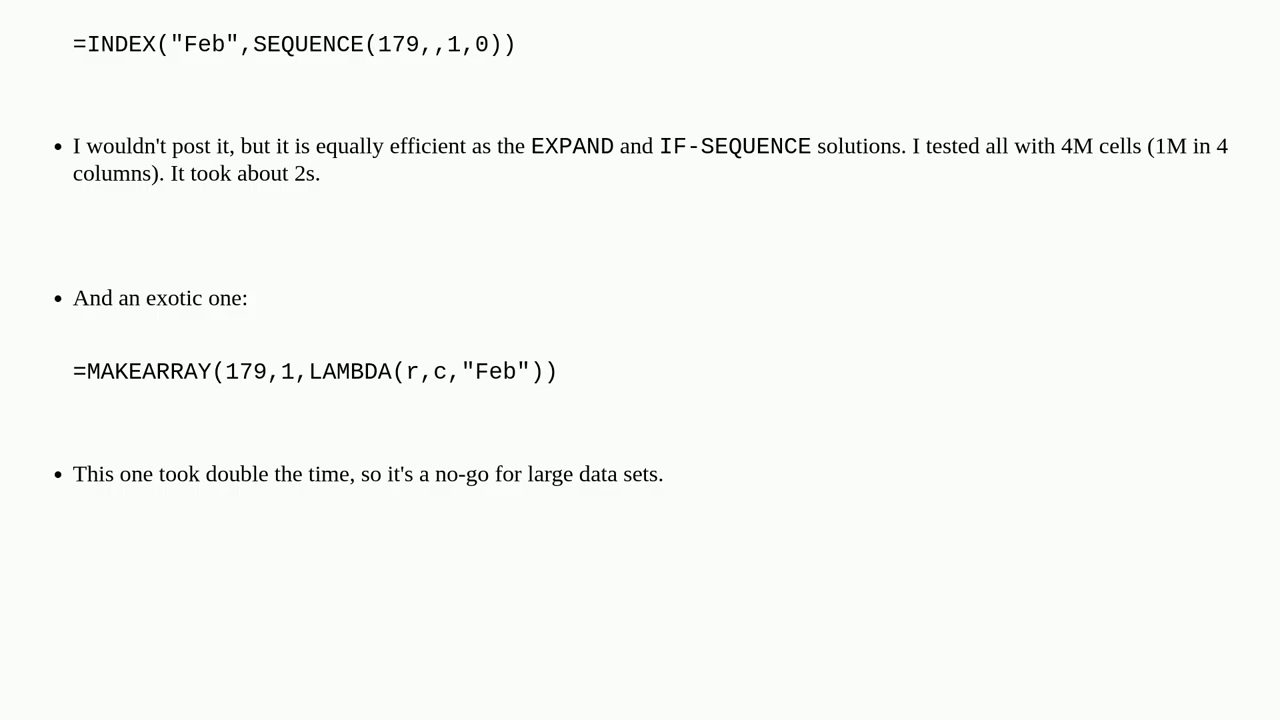 =INDEX("Feb",SEQUENCE(179,,1,0))
• I wouldn't post it, but it is equally efficient as the EXPAND and IF-SEQUENCE solutions. I tested all with 4M cells (1M in 4
columns). It took about 2s.
• And an exotic one:
=MAKEARRAY(179,1,LAMBDA(r,c,"Feb"))
• This one took double the time, so it's a no-go for large data sets.